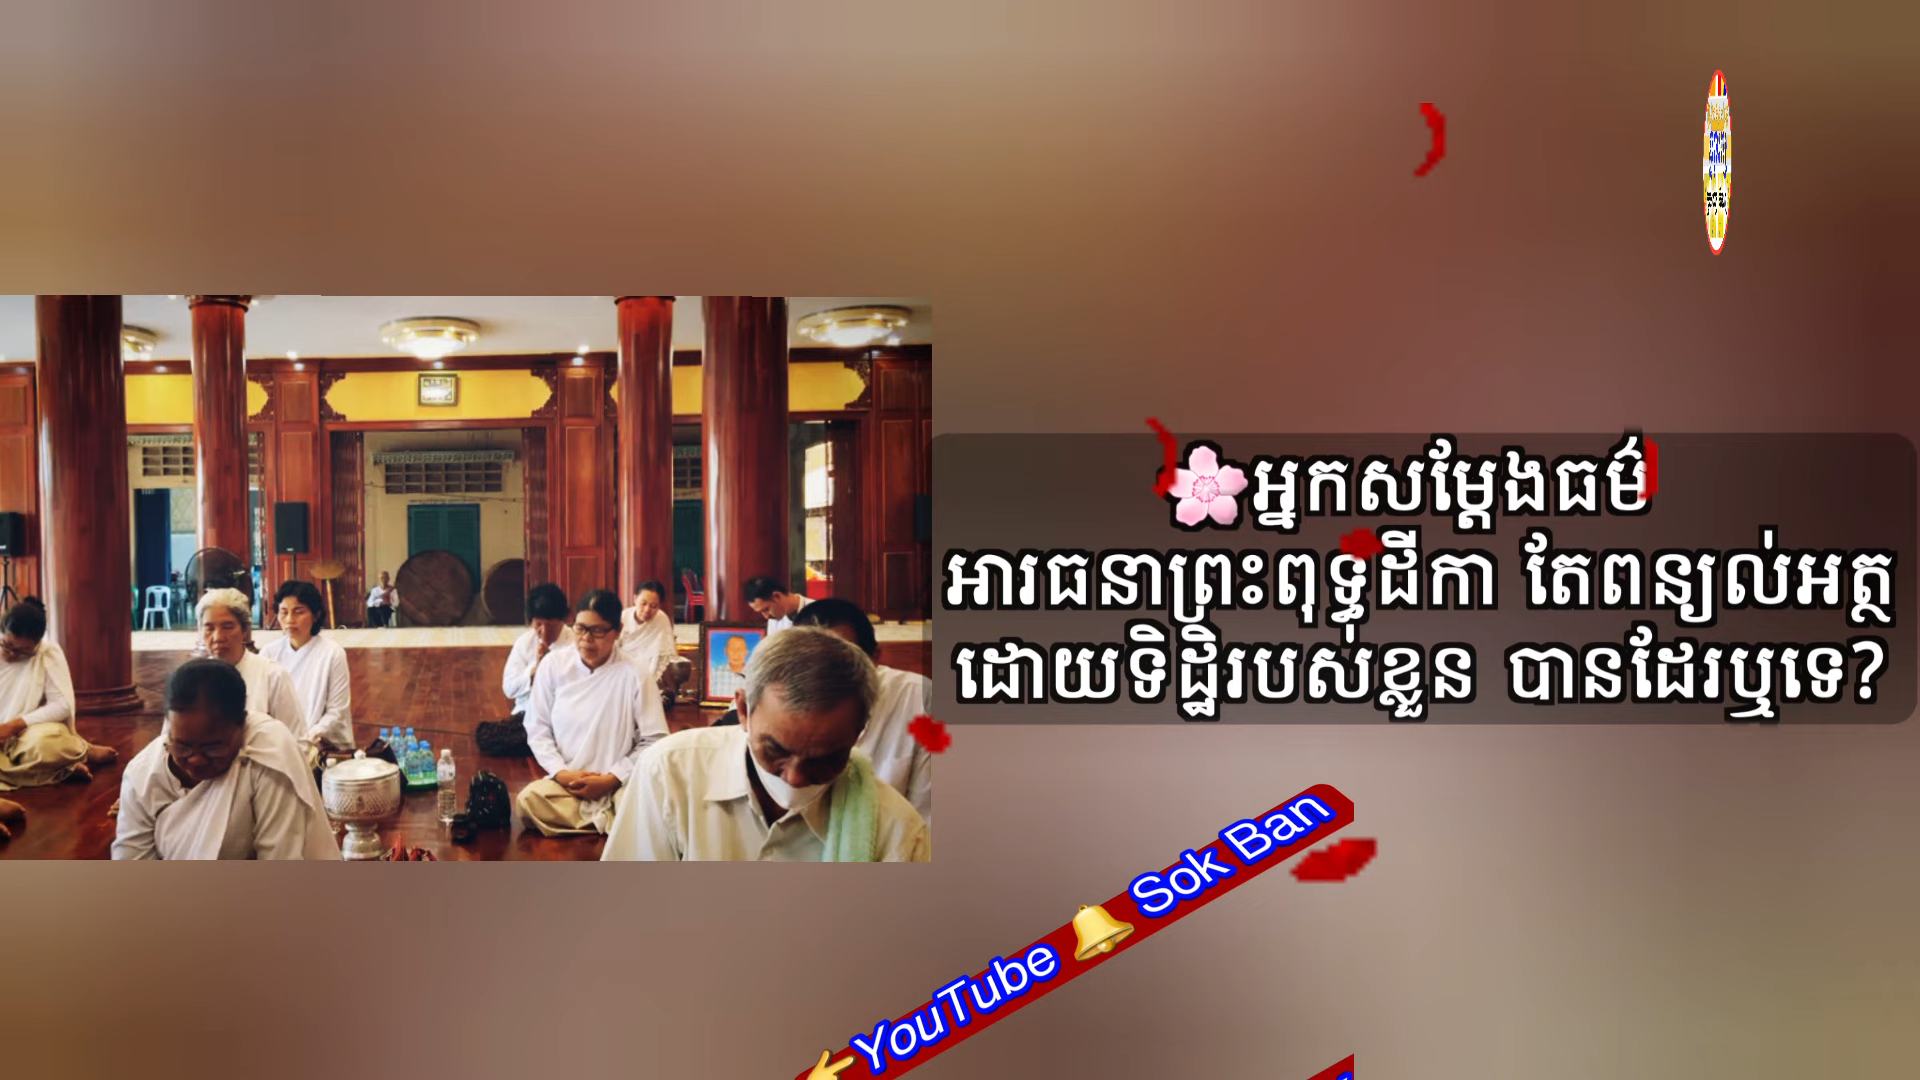 🌸អ្នកសម្ដែងធម៌
អារធនាព្រះពុទ្ធដីកា តែពន្យល់អត្ថ
ដោយទិដ្ឋិរបស់ខ្លួន បានដែរឬទេ?
👉YouTube 🔔 Sok Ban